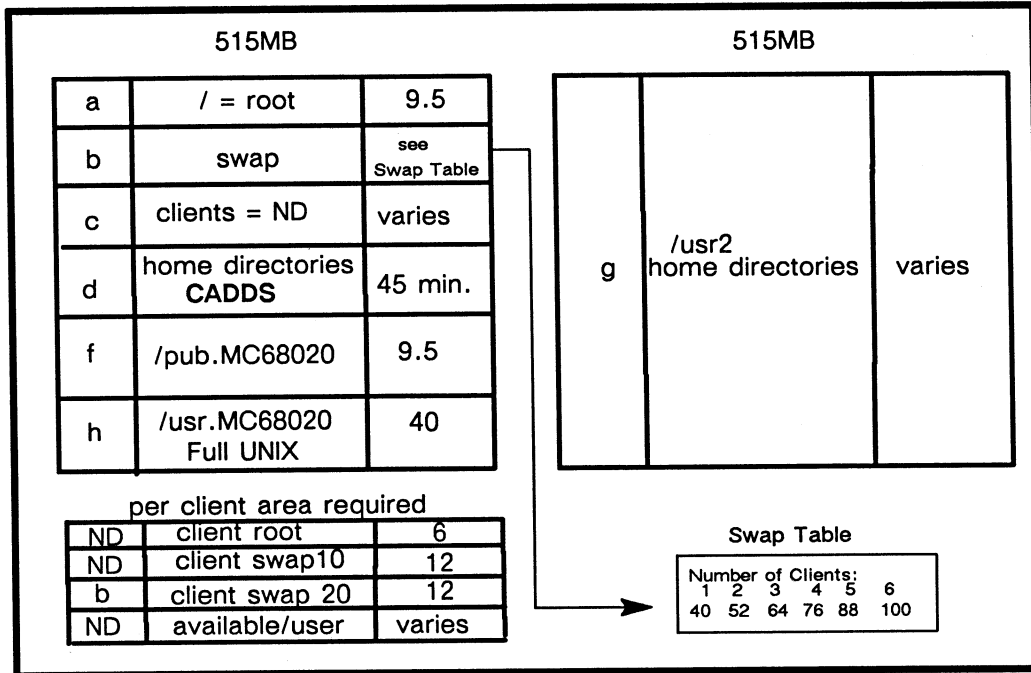 515MB
a / = root 9.5
b swap see Swap Table
c clients = ND varies
d home directories CADDS 45 min.
f /pub.MC68020 9.5
h /usr.MC68020 Full UNIX 40
per client area required
ND client root 6
ND client swap10 12
b client swap 20 12
ND available/user varies
515MB
g /usr2 home directories varies
Swap Table
Number of Clients:
1 2 3 4 5 6
40 52 64 76 88 100